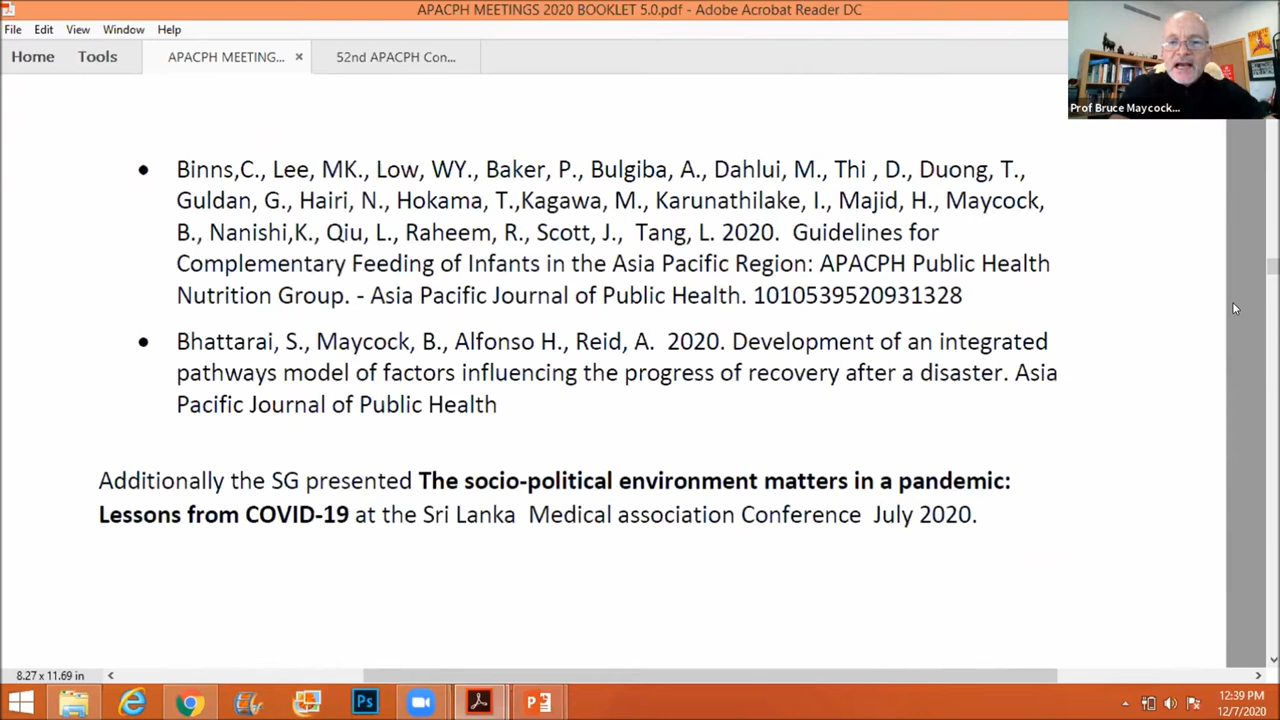 APACPH MEETINGS 2020 BOOKLET 5.0.pdf - Adobe Acrobat Reader DC
File Edit View Window Help
Home Tools APACPH MEETING... × 52nd APACPH Con...
Prof Bruce Maycock...
• Binns,C., Lee, MK., Low, WY., Baker, P., Bulgiba, A., Dahlui, M., Thi , D., Duong, T.,
Guldan, G., Hairi, N., Hokama, T.,Kagawa, M., Karunathilake, I., Majid, H., Maycock,
B., Nanishi,K., Qiu, L., Raheem, R., Scott, J., Tang, L. 2020. Guidelines for
Complementary Feeding of Infants in the Asia Pacific Region: APACPH Public Health
Nutrition Group. - Asia Pacific Journal of Public Health. 1010539520931328
• Bhattarai, S., Maycock, B., Alfonso H., Reid, A. 2020. Development of an integrated
pathways model of factors influencing the progress of recovery after a disaster. Asia
Pacific Journal of Public Health
Additionally the SG presented The socio-political environment matters in a pandemic:
Lessons from COVID-19 at the Sri Lanka Medical association Conference July 2020.
8.27 x 11.69 in
Ps
12:39 PM
12/7/2020